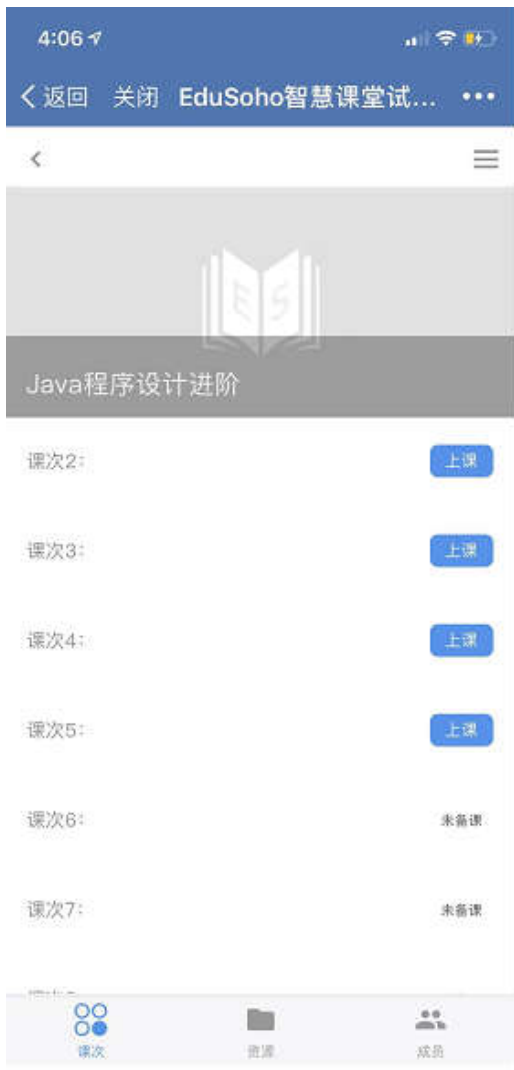 4:06
返回 关闭 EduSoho智慧课堂试...
ES
Java程序设计进阶
课次2: 上课
课次3: 上课
课次4: 上课
课次5: 上课
课次6: 未备课
课次7: 未备课
课次 资源 成员